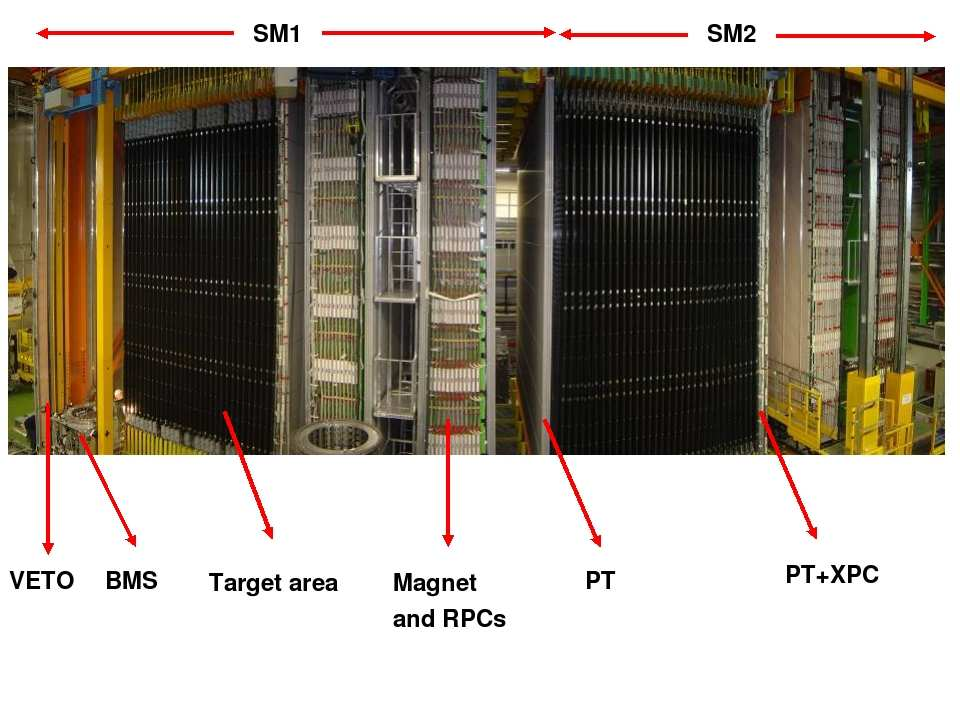 SM1
SM2
VETO
BMS
Target area
Magnet
and RPCs
PT
PT+XPC